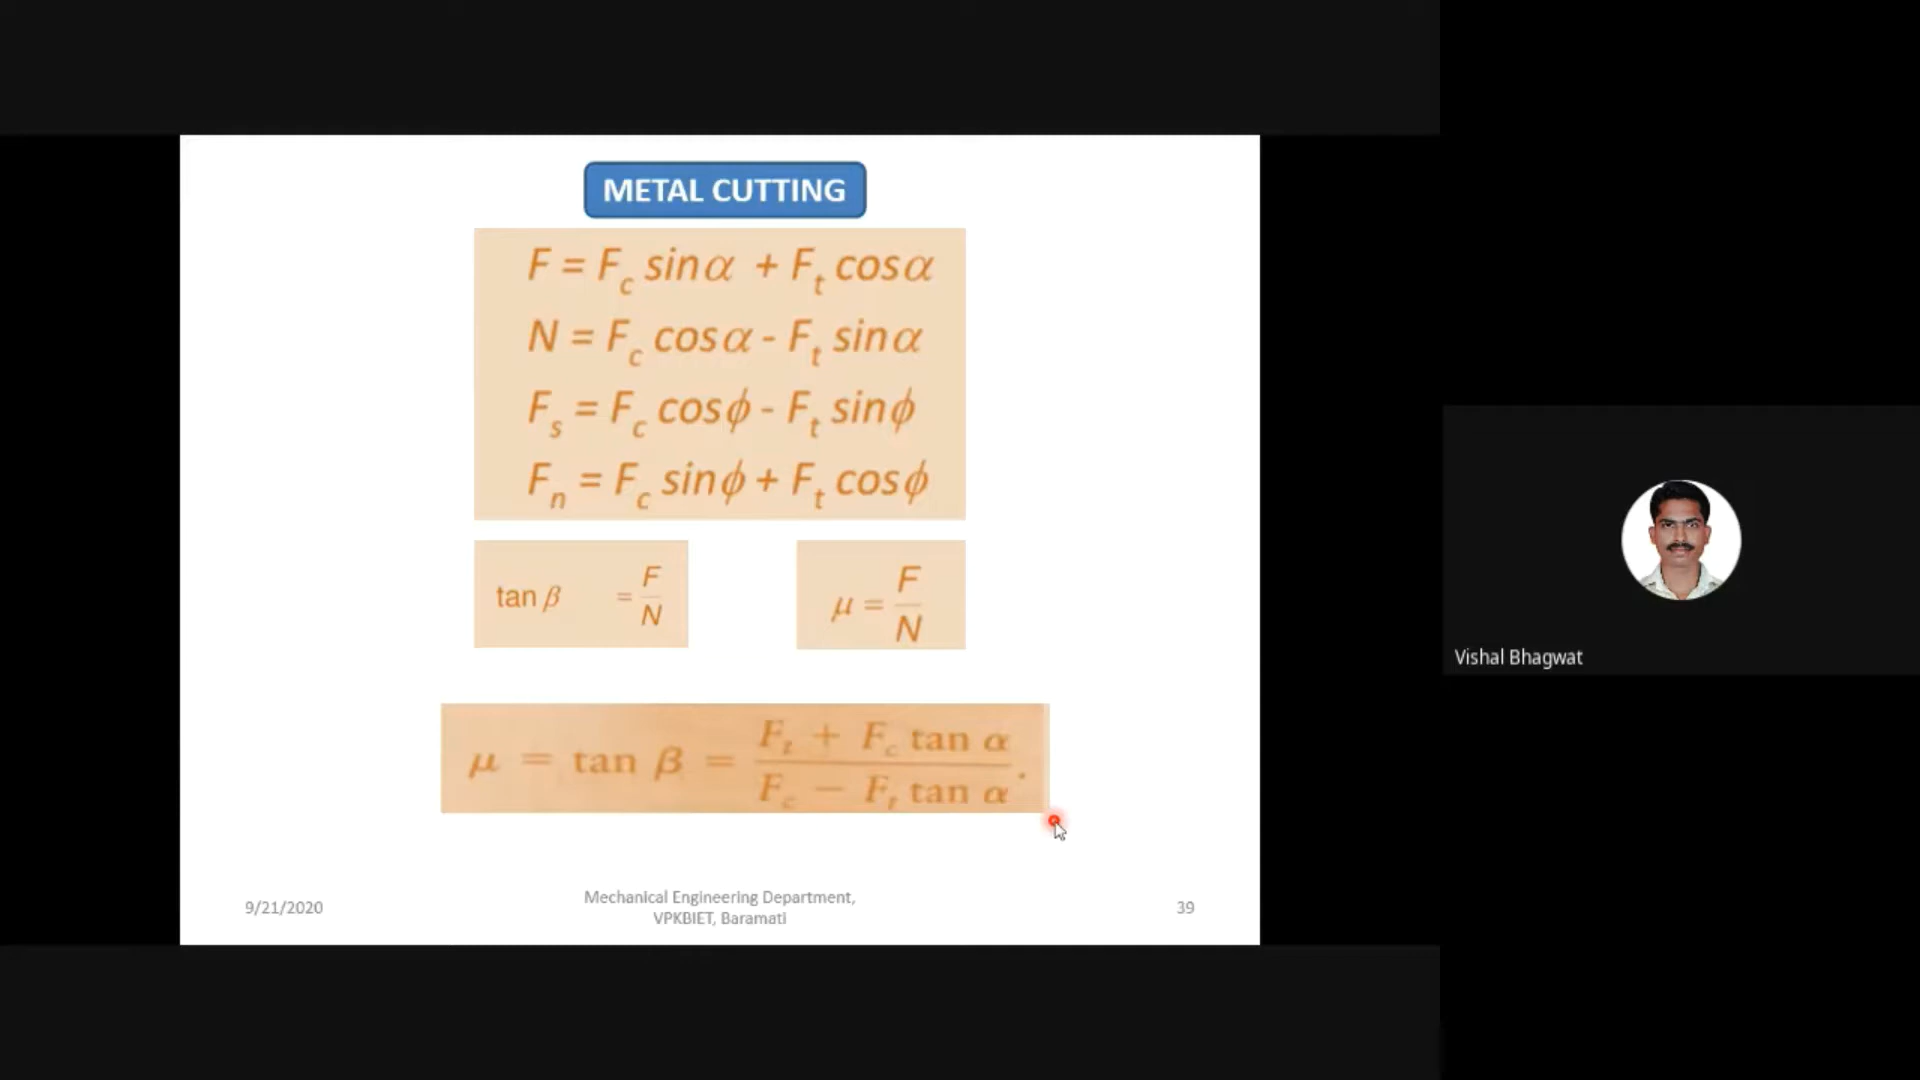 METAL CUTTING
F = F_c sinα + F_t cosα
N = F_c cosα - F_t sinα
F_s = F_c cosϕ - F_t sinϕ
F_n = F_c sinϕ + F_t cosϕ
tan β = F/N
μ = F/N
μ = tan β = (F_t + F_c tan α)/(F_c − F_t tan α).
9/21/2020
Mechanical Engineering Department,
VPKBIET, Baramati
39
Vishal Bhagwat